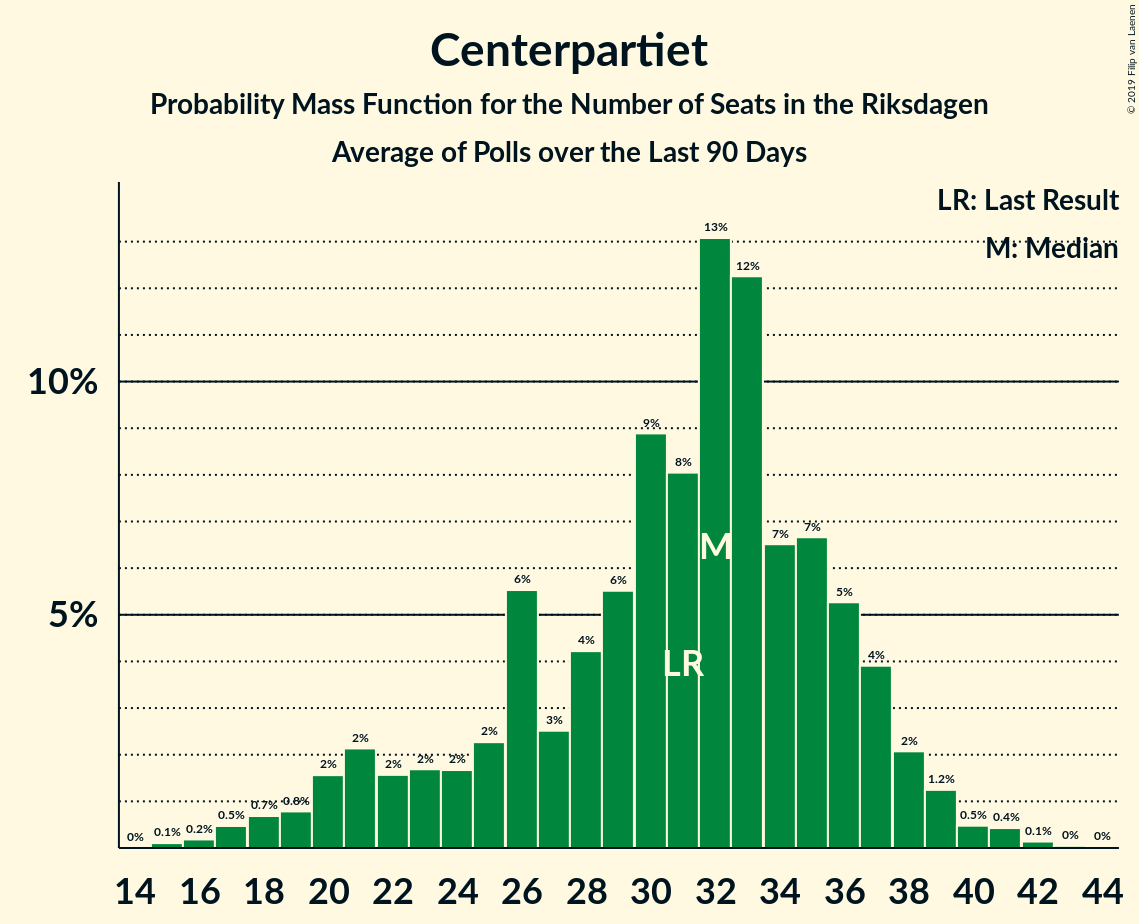 Centerpartiet
Probability Mass Function for the Number of Seats in the Riksdagen
Average of Polls over the Last 90 Days
© 2019 Filip van Laenen
LR: Last Result
M: Median
10%
5%
0% 0.1% 0.2% 0.5% 0.7% 0.8% 2% 2% 2% 2% 2% 2% 6% 3% 4% 6% 9% 8% 13% 12% 7% 7% 5% 4% 2% 1.2% 0.5% 0.4% 0.1% 0% 0%
M
LR
14 16 18 20 22 24 26 28 30 32 34 36 38 40 42 44